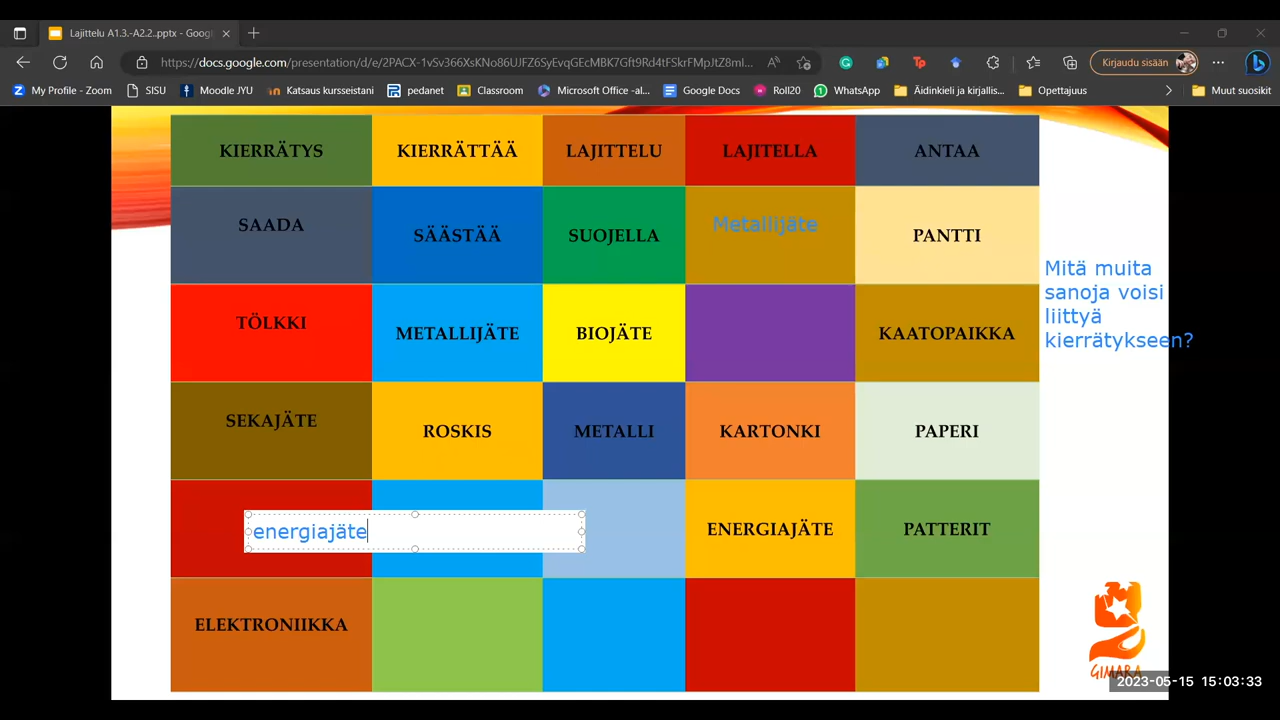 Lajittelu A1.3.-A2.2..pptx - Googl
https://docs.google.com/presentation/d/e/2PACX-1vSv366XsKNo86UJFZ6SyEvqGEcMBK7Gft9Rd4tFSkrFMpJtZ8ml...
Kirjaudu sisään
My Profile - Zoom
SISU
Moodle JYU
Katsaus kursseistani
pedanet
Classroom
Microsoft Office -al...
Google Docs
Roll20
WhatsApp
Äidinkieli ja kirjallis...
Opettajuus
Muut suosikit
KIERRÄTYS
KIERRÄTTÄÄ
LAJITTELU
LAJITELLA
ANTAA
SAADA
SÄÄSTÄÄ
SUOJELLA
Metallijäte
PANTTI
Mitä muita
sanoja voisi
liittyä
kierrätykseen?
TÖLKKI
METALLIJÄTE
BIOJÄTE
KAATOPAIKKA
SEKAJÄTE
ROSKIS
METALLI
KARTONKI
PAPERI
energiajäte
ENERGIAJÄTE
PATTERIT
ELEKTRONIIKKA
GIMARA
2023-05-15 15:03:33